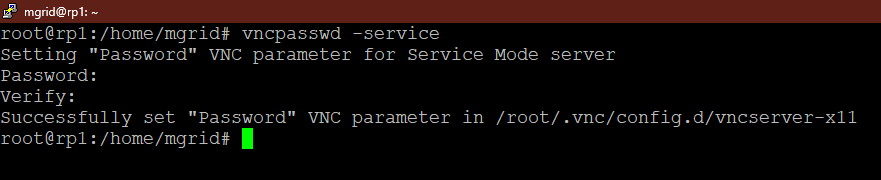 mgrid@rp1: ~
root@rp1:/home/mgrid# vncpasswd -service
Setting "Password" VNC parameter for Service Mode server
Password:
Verify:
Successfully set "Password" VNC parameter in /root/.vnc/config.d/vncserver-x11
root@rp1:/home/mgrid#